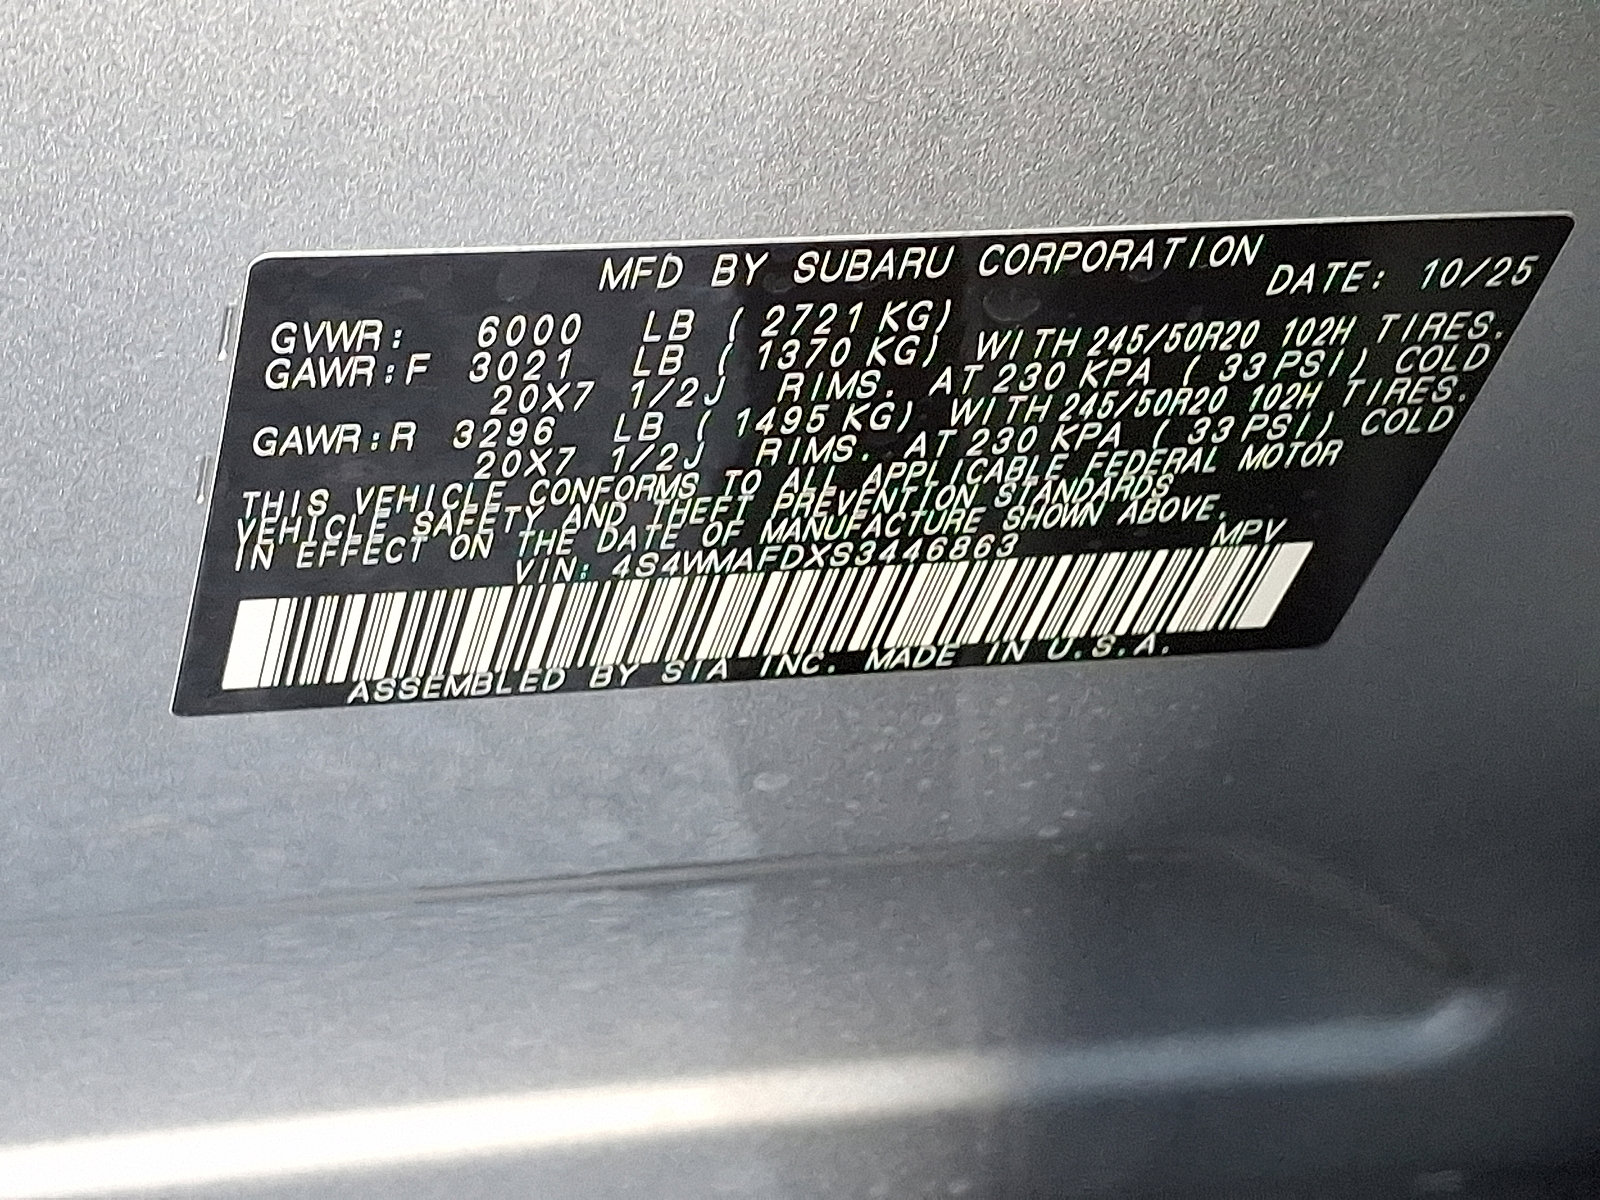 MFD BY SUBARU CORPORATION DATE: 10/25
GVWR: 6000 LB (2721 KG)
GAWR:F 3021 LB (1370 KG) WITH 245/50R20 102H TIRES.
20X7 1/2J RIMS. AT 230 KPA (33 PSI) COLD
GAWR:R 3296 LB (1495 KG) WITH 245/50R20 102H TIRES.
20X7 1/2J RIMS. AT 230 KPA (33 PSI) COLD
THIS VEHICLE CONFORMS TO ALL APPLICABLE FEDERAL MOTOR
VEHICLE SAFETY AND THEFT PREVENTION STANDARDS
IN EFFECT ON THE DATE OF MANUFACTURE SHOWN ABOVE.
VIN: 4S4WMAFDXS3446863 MPV
ASSEMBLED BY SIA INC. MADE IN U.S.A.